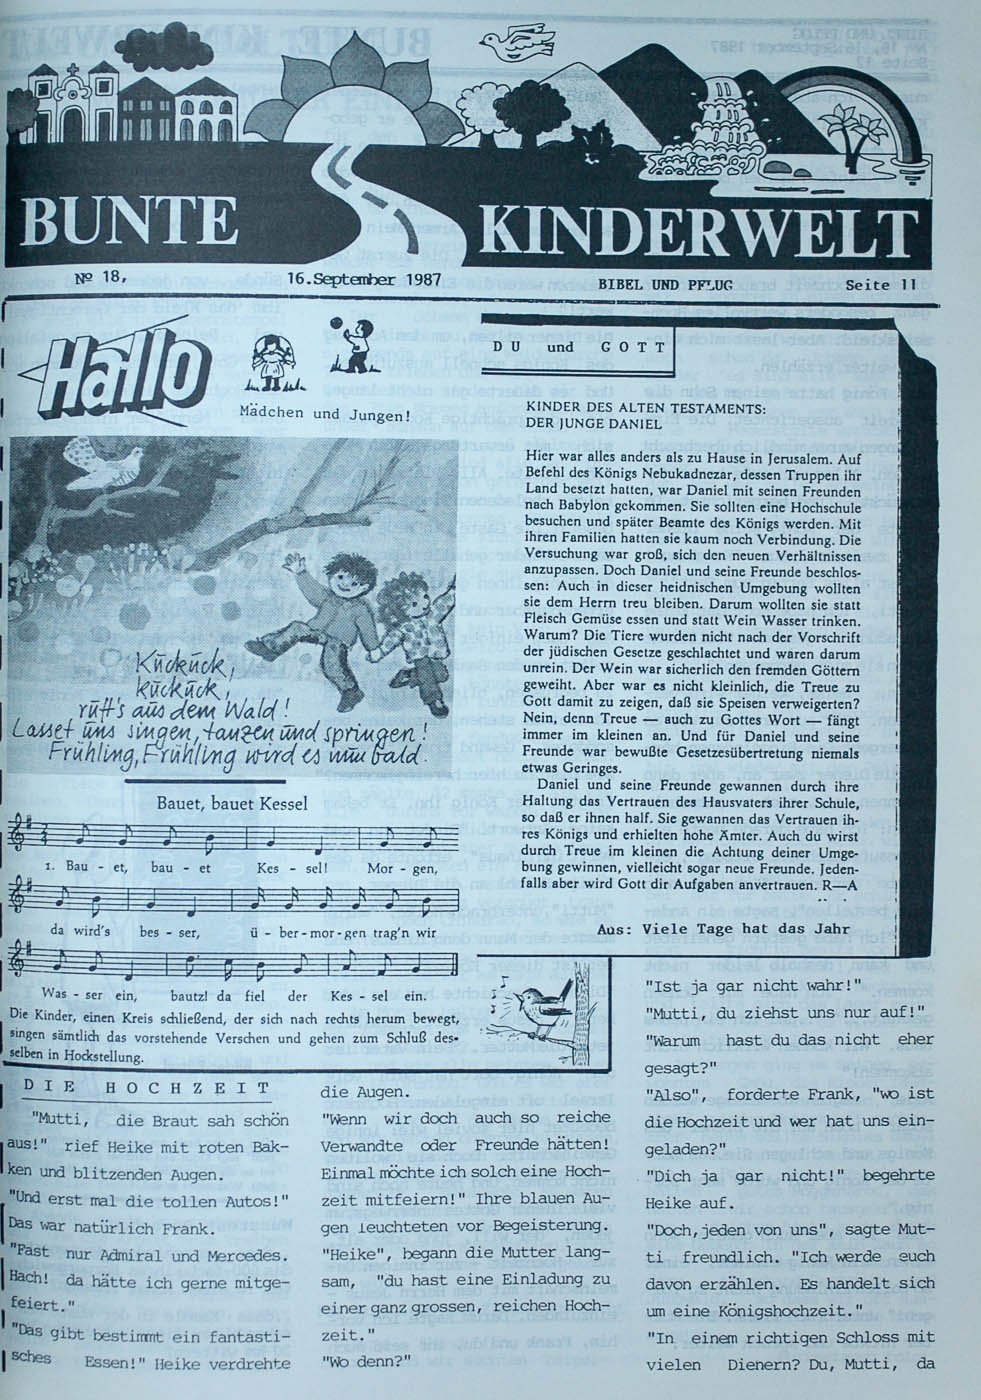 BUNTE KINDERWELT
Nº 18, 16.September 1987 BIBEL UND PFLUG Seite 11
Hallo
Mädchen und Jungen!
Kuckuck,
kuckuck,
ruft's aus dem Wald!
Lasset uns singen, tanzen und springen!
Frühling, Frühling wird es nun bald.
Bauet, bauet Kessel
1. Bau - et, bau - et Kes - sel! Mor - gen,
da wird's bes - ser, ü - ber - mor - gen trag'n wir
Was - ser ein, bautz! da fiel der Kes - sel ein.
Die Kinder, einen Kreis schließend, der sich nach rechts herum bewegt,
singen sämtlich das vorstehende Verschen und gehen zum Schluß des-
selben in Hockstellung.
DU und GOTT
KINDER DES ALTEN TESTAMENTS:
DER JUNGE DANIEL
Hier war alles anders als zu Hause in Jerusalem. Auf
Befehl des Königs Nebukadnezar, dessen Truppen ihr
Land besetzt hatten, war Daniel mit seinen Freunden
nach Babylon gekommen. Sie sollten eine Hochschule
besuchen und später Beamte des Königs werden. Mit
ihren Familien hatten sie kaum noch Verbindung. Die
Versuchung war groß, sich den neuen Verhältnissen
anzupassen. Doch Daniel und seine Freunde beschlos-
sen: Auch in dieser heidnischen Umgebung wollten
sie dem Herrn treu bleiben. Darum wollten sie statt
Fleisch Gemüse essen und statt Wein Wasser trinken.
Warum? Die Tiere wurden nicht nach der Vorschrift
der jüdischen Gesetze geschlachtet und waren darum
unrein. Der Wein war sicherlich den fremden Göttern
geweiht. Aber war es nicht kleinlich, die Treue zu
Gott damit zu zeigen, daß sie Speisen verweigerten?
Nein, denn Treue — auch zu Gottes Wort — fängt
immer im kleinen an. Und für Daniel und seine
Freunde war bewußte Gesetzesübertretung niemals
etwas Geringes.
Daniel und seine Freunde gewannen durch ihre
Haltung das Vertrauen des Hausvaters ihrer Schule,
so daß er ihnen half. Sie gewannen das Vertrauen ih-
res Königs und erhielten hohe Ämter. Auch du wirst
durch Treue im kleinen die Achtung deiner Umge-
bung gewinnen, vielleicht sogar neue Freunde. Jeden-
falls aber wird Gott dir Aufgaben anvertrauen. R—A
Aus: Viele Tage hat das Jahr
DIE HOCHZEIT
"Mutti, die Braut sah schön
aus!" rief Heike mit roten Bak-
ken und blitzenden Augen.
"Und erst mal die tollen Autos!"
Das war natürlich Frank.
"Fast nur Admiral und Mercedes.
Hach! da hätte ich gerne mitge-
feiert."
"Das gibt bestimmt ein fantasti-
sches Essen!" Heike verdrehte
die Augen.
"Wenn wir doch auch so reiche
Verwandte oder Freunde hätten!
Einmal möchte ich solch eine Hoch-
zeit mitfeiern!" Ihre blauen Au-
gen leuchteten vor Begeisterung.
"Heike", begann die Mutter lang-
sam, "du hast eine Einladung zu
einer ganz grossen, reichen Hoch-
zeit."
"Wo denn?"
"Ist ja gar nicht wahr!"
"Mutti, du ziehst uns nur auf!"
"Warum hast du das nicht eher
gesagt?"
"Also", forderte Frank, "wo ist
die Hochzeit und wer hat uns ein-
geladen?"
"Dich ja gar nicht!" begehrte
Heike auf.
"Doch,jeden von uns", sagte Mut-
ti freundlich. "Ich werde euch
davon erzählen. Es handelt sich
um eine Königshochzeit."
"In einem richtigen Schloss mit
vielen Dienern? Du, Mutti, da